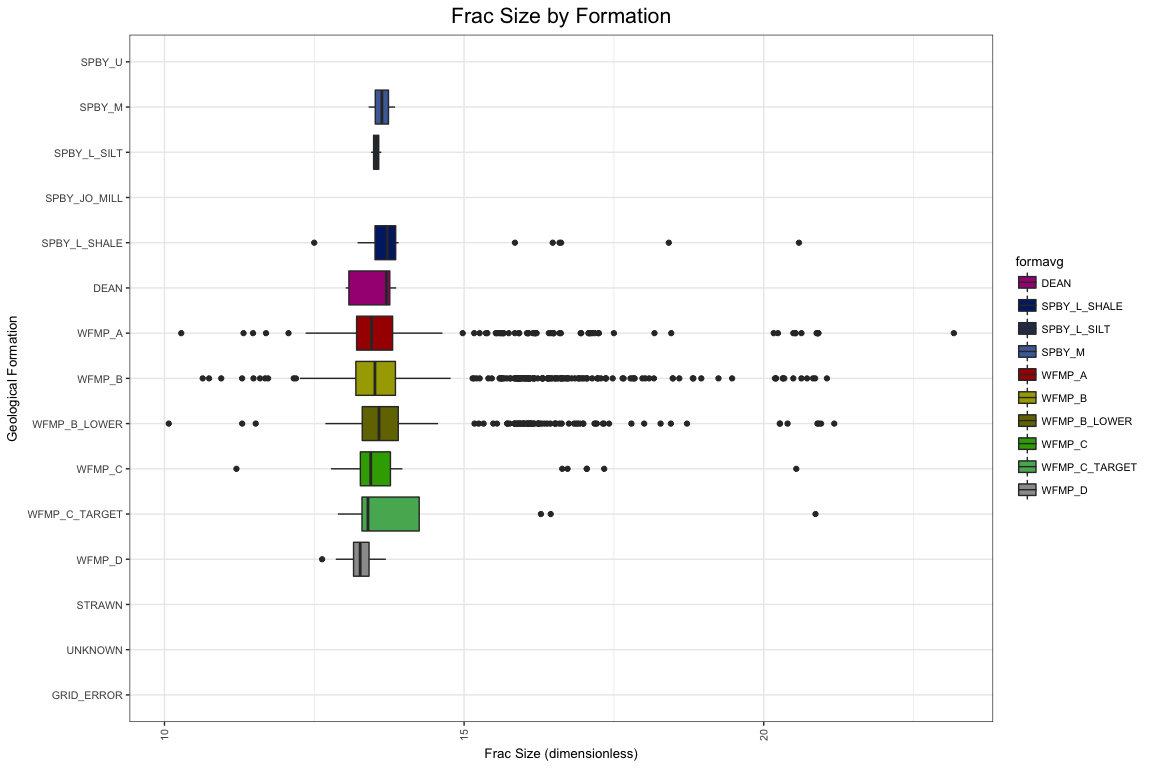 Frac Size by Formation
Geological Formation
SPBY_U
SPBY_M
SPBY_L_SILT
SPBY_JO_MILL
SPBY_L_SHALE
DEAN
WFMP_A
WFMP_B
WFMP_B_LOWER
WFMP_C
WFMP_C_TARGET
WFMP_D
STRAWN
UNKNOWN
GRID_ERROR
10
15
20
Frac Size (dimensionless)
formavg
DEAN
SPBY_L_SHALE
SPBY_L_SILT
SPBY_M
WFMP_A
WFMP_B
WFMP_B_LOWER
WFMP_C
WFMP_C_TARGET
WFMP_D